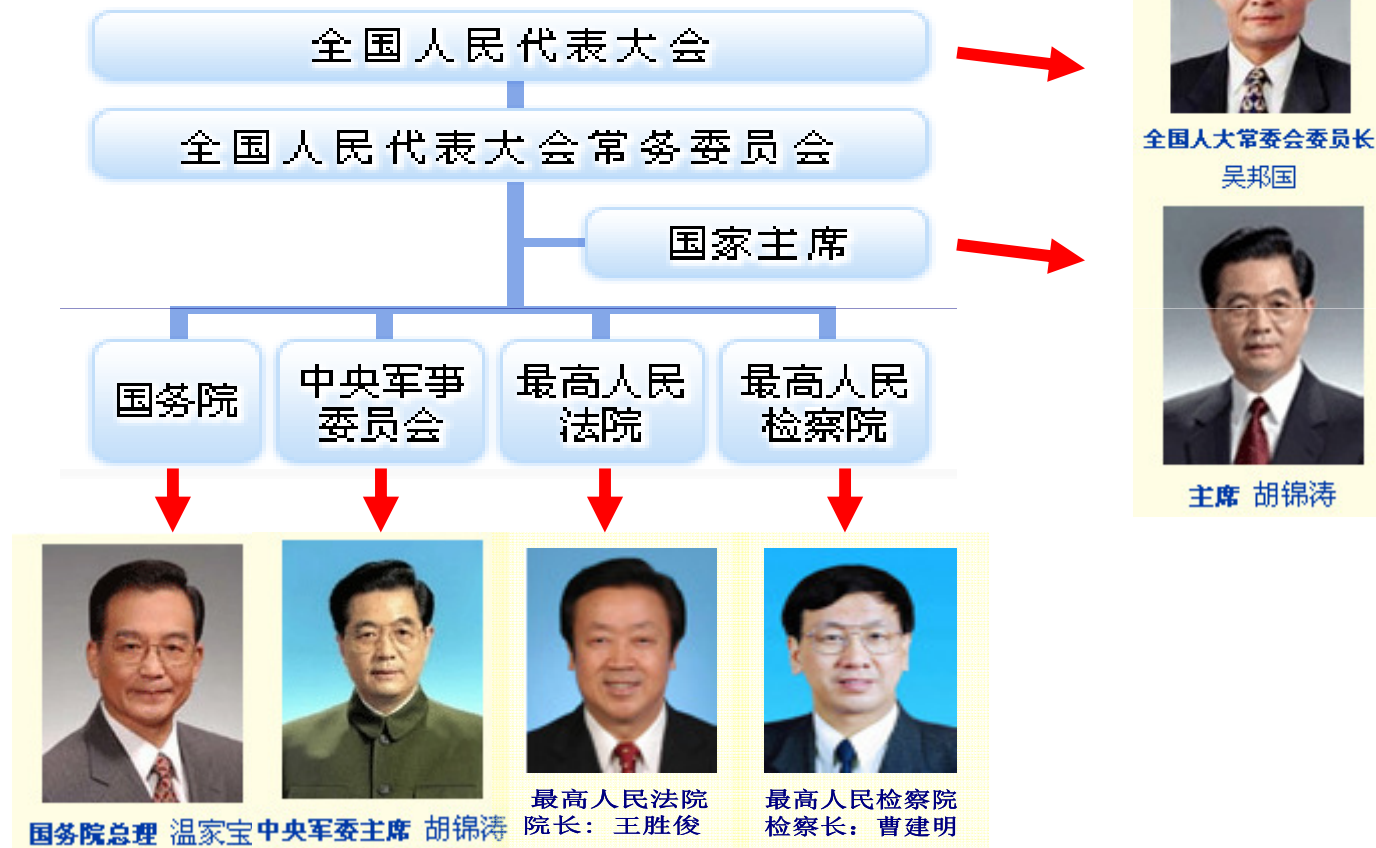 全国人民代表大会
全国人大常委会委员长
吴邦国
全国人民代表大会常务委员会
国家主席
主席 胡锦涛
国务院
中央军事
委员会
最高人民
法院
最高人民
检察院
国务院总理 温家宝
中央军委主席 胡锦涛
最高人民法院
院长：王胜俊
最高人民检察院
检察长：曹建明